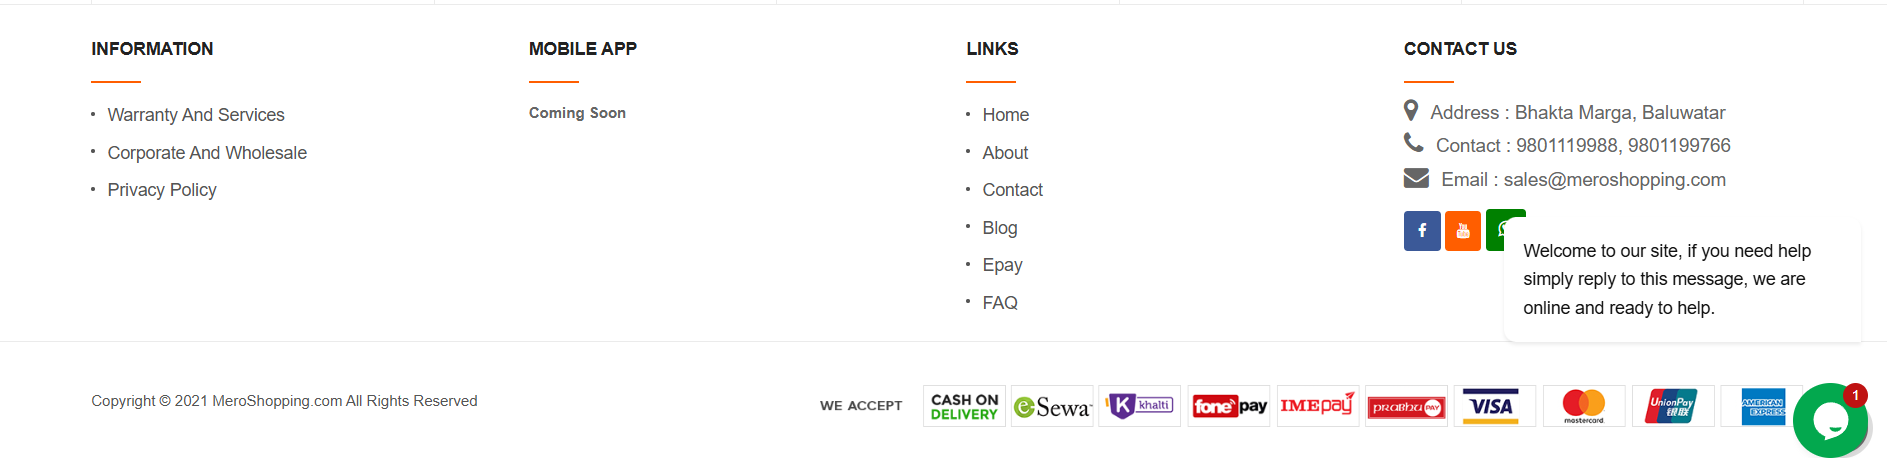 INFORMATION
Warranty And Services
Corporate And Wholesale
Privacy Policy
MOBILE APP
Coming Soon
LINKS
Home
About
Contact
Blog
Epay
FAQ
CONTACT US
Address : Bhakta Marga, Baluwatar
Contact : 9801119988, 9801199766
Email : sales@meroshopping.com
f
You Tube
Welcome to our site, if you need help
simply reply to this message, we are
online and ready to help.
Copyright © 2021 MeroShopping.com All Rights Reserved
WE ACCEPT
CASH ON
DELIVERY
eSewa
K khalti
fonepay
IMEpay
prabhu PAY
VISA
mastercard
UnionPay
银联
AMERICAN
EXPRESS
1